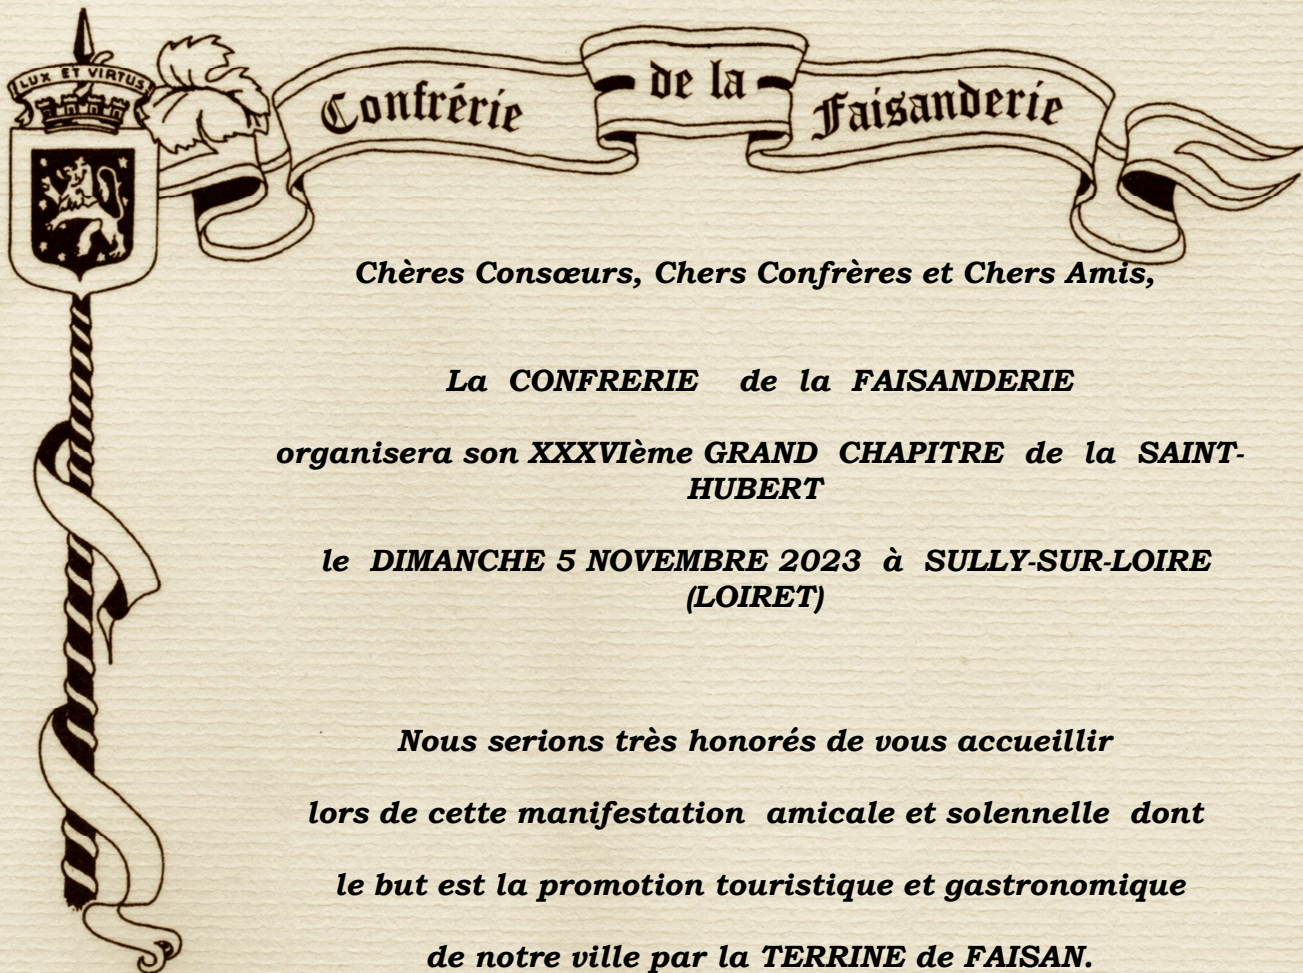 LUX ET VIRTUS
Confrérie de la Faisanderie
Chères Consœurs, Chers Confrères et Chers Amis,
La CONFRERIE de la FAISANDERIE
organisera son XXXVIème GRAND CHAPITRE de la SAINT-
HUBERT
le DIMANCHE 5 NOVEMBRE 2023 à SULLY-SUR-LOIRE
(LOIRET)
Nous serions très honorés de vous accueillir
lors de cette manifestation amicale et solennelle dont
le but est la promotion touristique et gastronomique
de notre ville par la TERRINE de FAISAN.